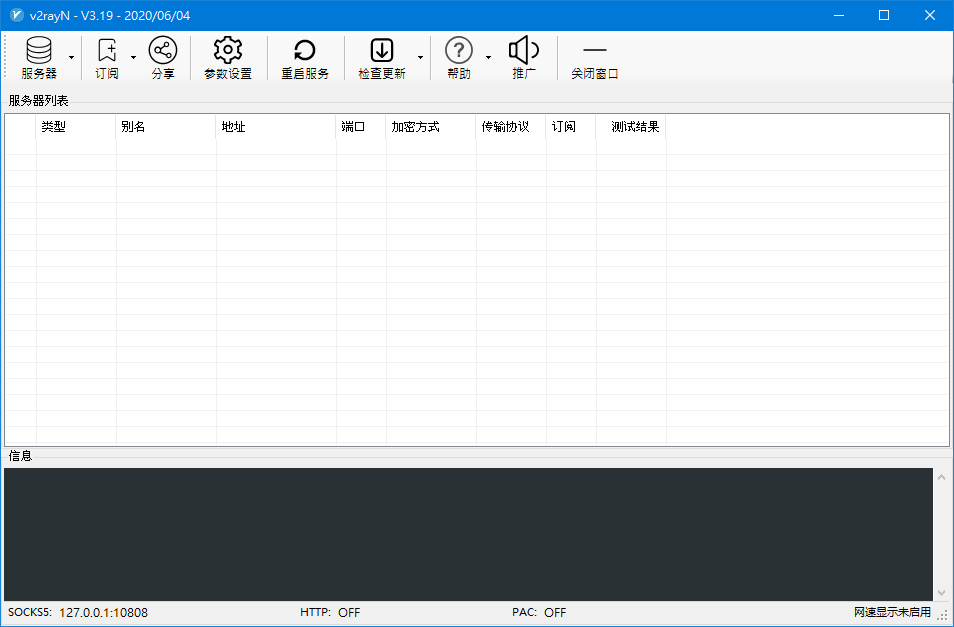 v2rayN - V3.19 - 2020/06/04
服务器 订阅 分享 参数设置 重启服务 检查更新 帮助 推广 关闭窗口
服务器列表
类型 别名 地址 端口 加密方式 传输协议 订阅 测试结果
信息
SOCKS5: 127.0.0.1:10808 HTTP: OFF PAC: OFF 网速显示未启用